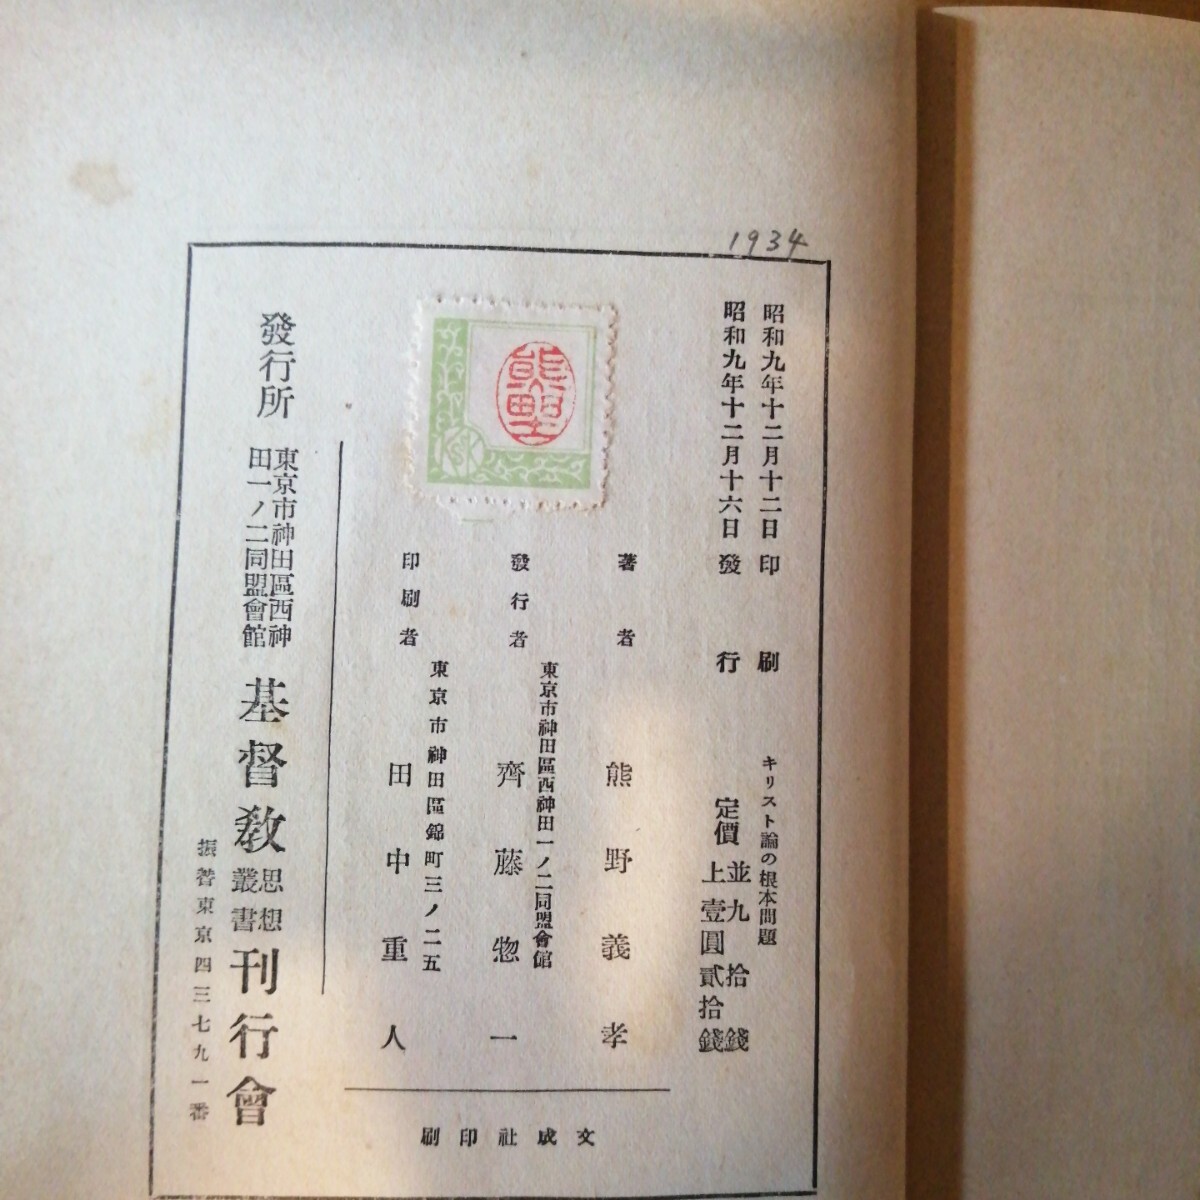 1934
昭和九年十二月十二日 印刷
昭和九年十二月十六日 發行
キリスト論の根本問題
定價 並九拾錢
上壹圓貳拾錢
熊野
KSK
著者 熊野義孝
東京市神田區西神田一ノ二同盟會館
發行者 齊藤惣一
東京市神田區錦町三ノ二五
印刷者 田中重人
文成社印刷
發行所
東京市神田區西神
田一ノ二同盟會館
基督教思想叢書刊行會
振替東京四三七九一番